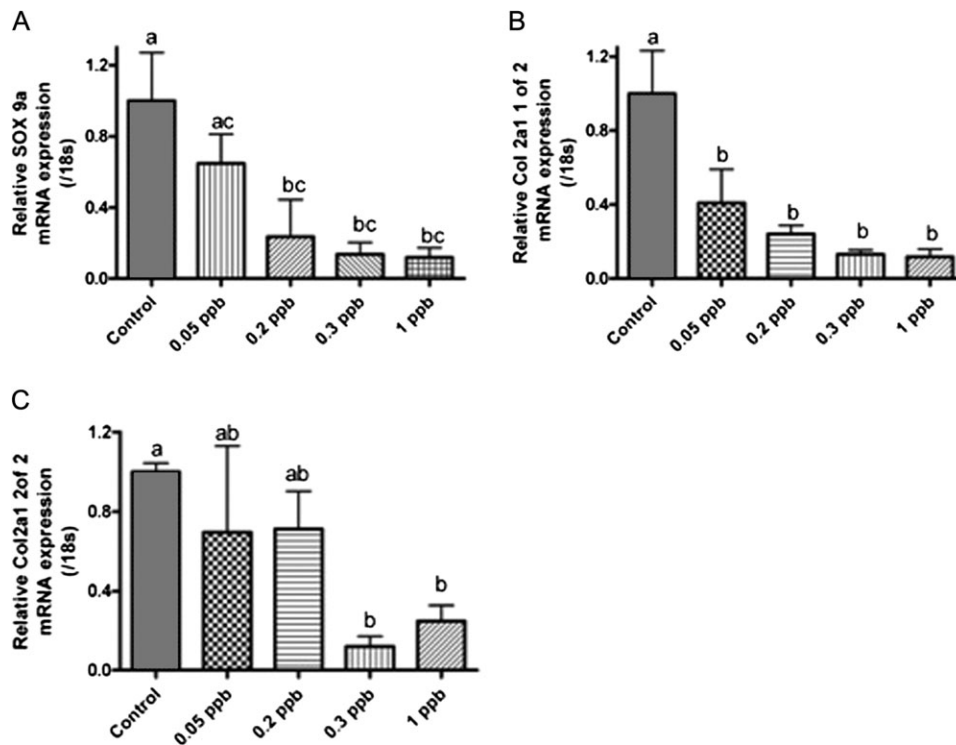 A
Relative SOX 9a
mRNA expression
(/18s)
1.2
0.8
0.4
0.0
a
ac
bc
bc
bc
Control
0.05 ppb
0.2 ppb
0.3 ppb
1 ppb
B
Relative Col 2a1 1 of 2
mRNA expression
(/18s)
1.2
0.8
0.4
0.0
a
b
b
b
b
Control
0.05 ppb
0.2 ppb
0.3 ppb
1 ppb
C
Relative Col2a1 2of 2
mRNA expression
(/18s)
1.2
0.8
0.4
0.0
a
ab
ab
b
b
Control
0.05 ppb
0.2 ppb
0.3 ppb
1 ppb